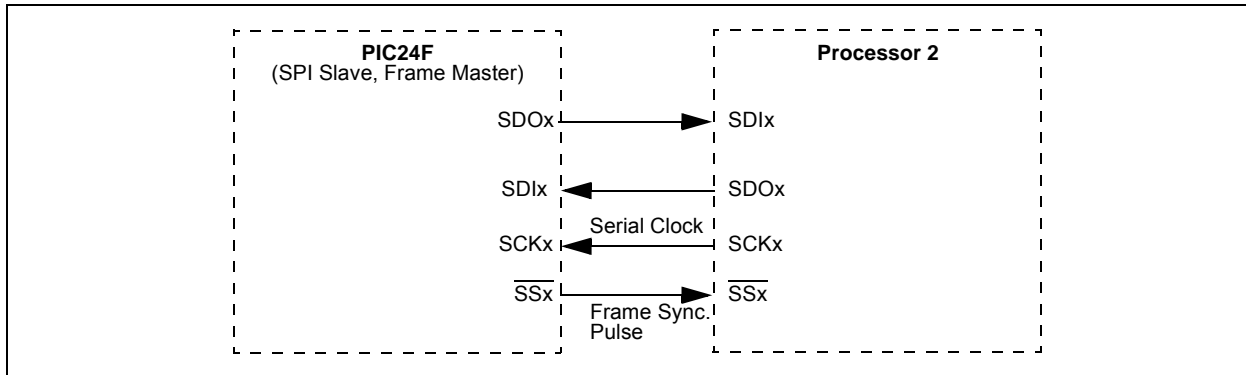 PIC24F
(SPI Slave, Frame Master)
Processor 2
SDOx
SDIx
SDIx
SDOx
Serial Clock
SCKx
SCKx
SSx
SSx
Frame Sync.
Pulse